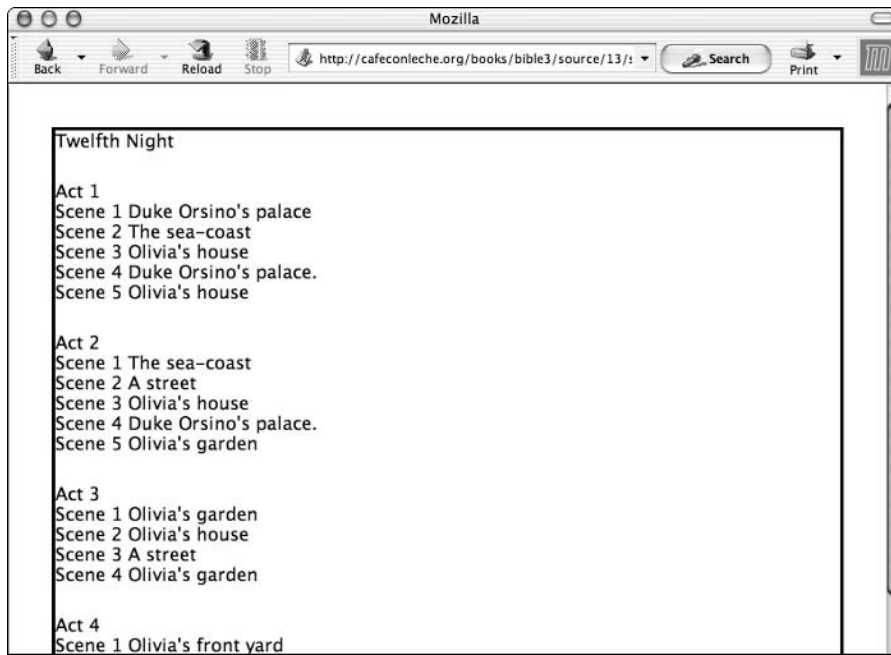 Mozilla
Back Forward Reload Stop http://cafeconleche.org/books/bible3/source/13/ Search Print m
Twelfth Night
Act 1
Scene 1 Duke Orsino's palace
Scene 2 The sea-coast
Scene 3 Olivia's house
Scene 4 Duke Orsino's palace.
Scene 5 Olivia's house
Act 2
Scene 1 The sea-coast
Scene 2 A street
Scene 3 Olivia's house
Scene 4 Duke Orsino's palace.
Scene 5 Olivia's garden
Act 3
Scene 1 Olivia's garden
Scene 2 Olivia's house
Scene 3 A street
Scene 4 Olivia's garden
Act 4
Scene 1 Olivia's front yard